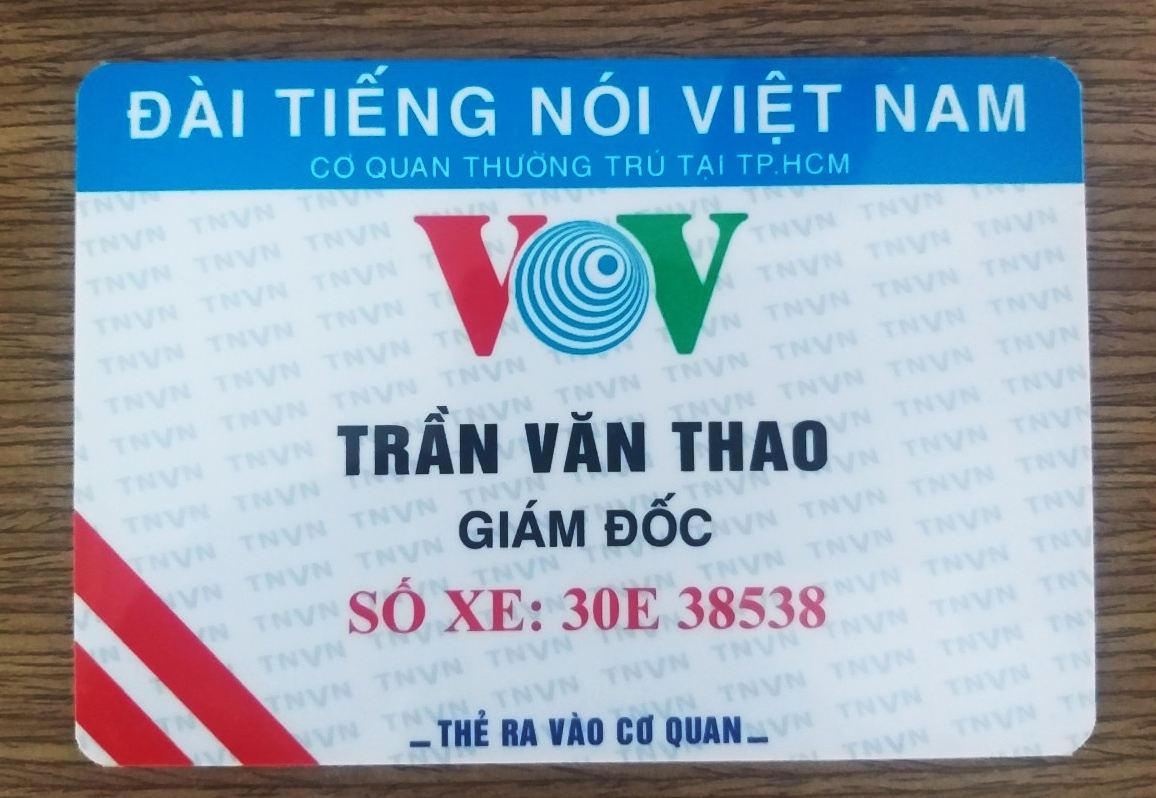 ĐÀI TIẾNG NÓI VIỆT NAM
CƠ QUAN THƯỜNG TRÚ TẠI TP.HCM
VOV
TRẦN VĂN THAO
GIÁM ĐỐC
SỐ XE: 30E 38538
THẺ RA VÀO CƠ QUAN